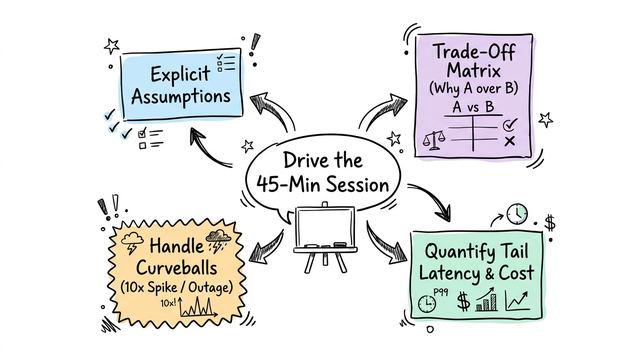 Explicit
Assumptions
Trade-Off
Matrix
(Why A over B)
A vs B
Drive the
45-Min Session
Handle
Curveballs
(10x Spike / Outage)
10x!
Quantify Tail
Latency & Cost
P99
$
$